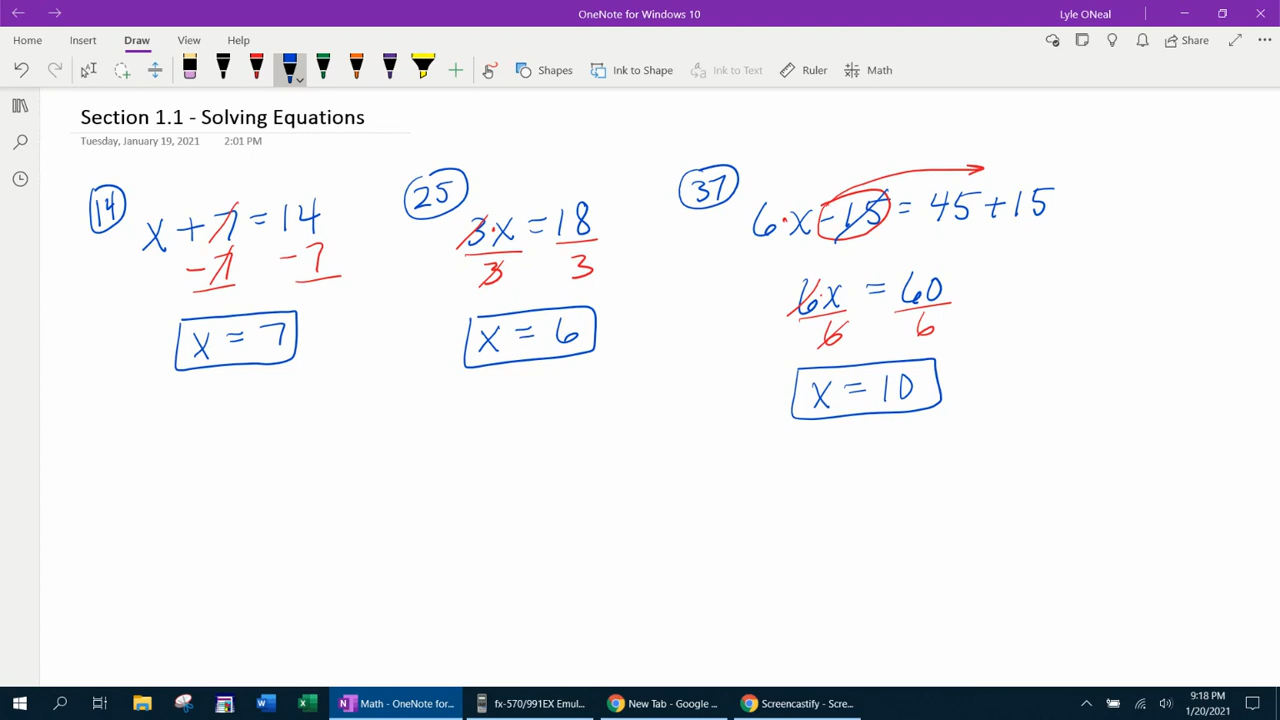 OneNote for Windows 10
Lyle ONeal
Home Insert Draw View Help
Share
Shapes Ink to Shape Ink to Text Ruler Math
Section 1.1 - Solving Equations
Tuesday, January 19, 2021 2:01 PM
14
x + 7 = 14
- 7 - 7
x = 7
25
3·x = 18
3 3
x = 6
37
6·x - 15 = 45 + 15
6·x = 60
6 6
x = 10
Math - OneNote for...
fx-570/991EX Emul...
New Tab - Google ...
Screencastify - Scre...
9:18 PM
1/20/2021